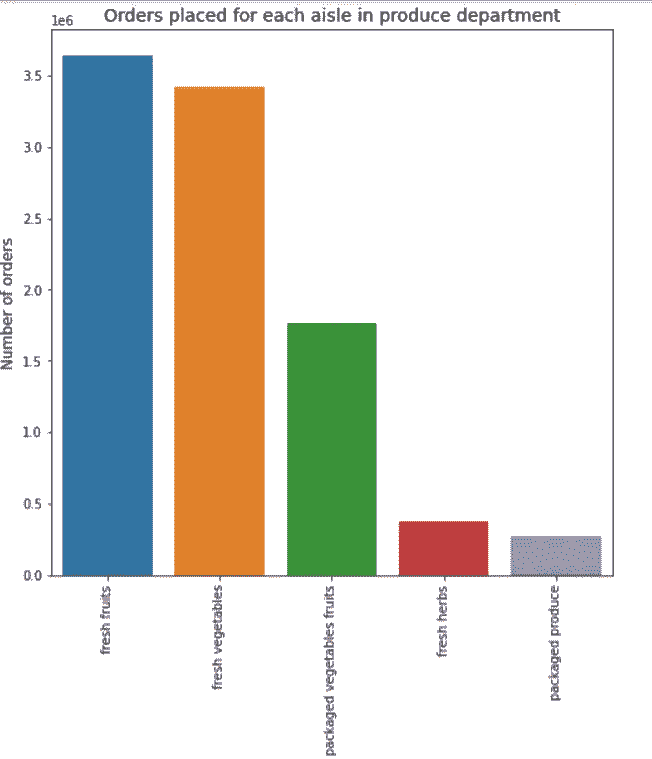 Orders placed for each aisle in produce department
1e6
3.5
3.0
2.5
2.0
1.5
1.0
0.5
0.0
Number of orders
fresh fruits
fresh vegetables
packaged vegetables fruits
fresh herbs
packaged produce